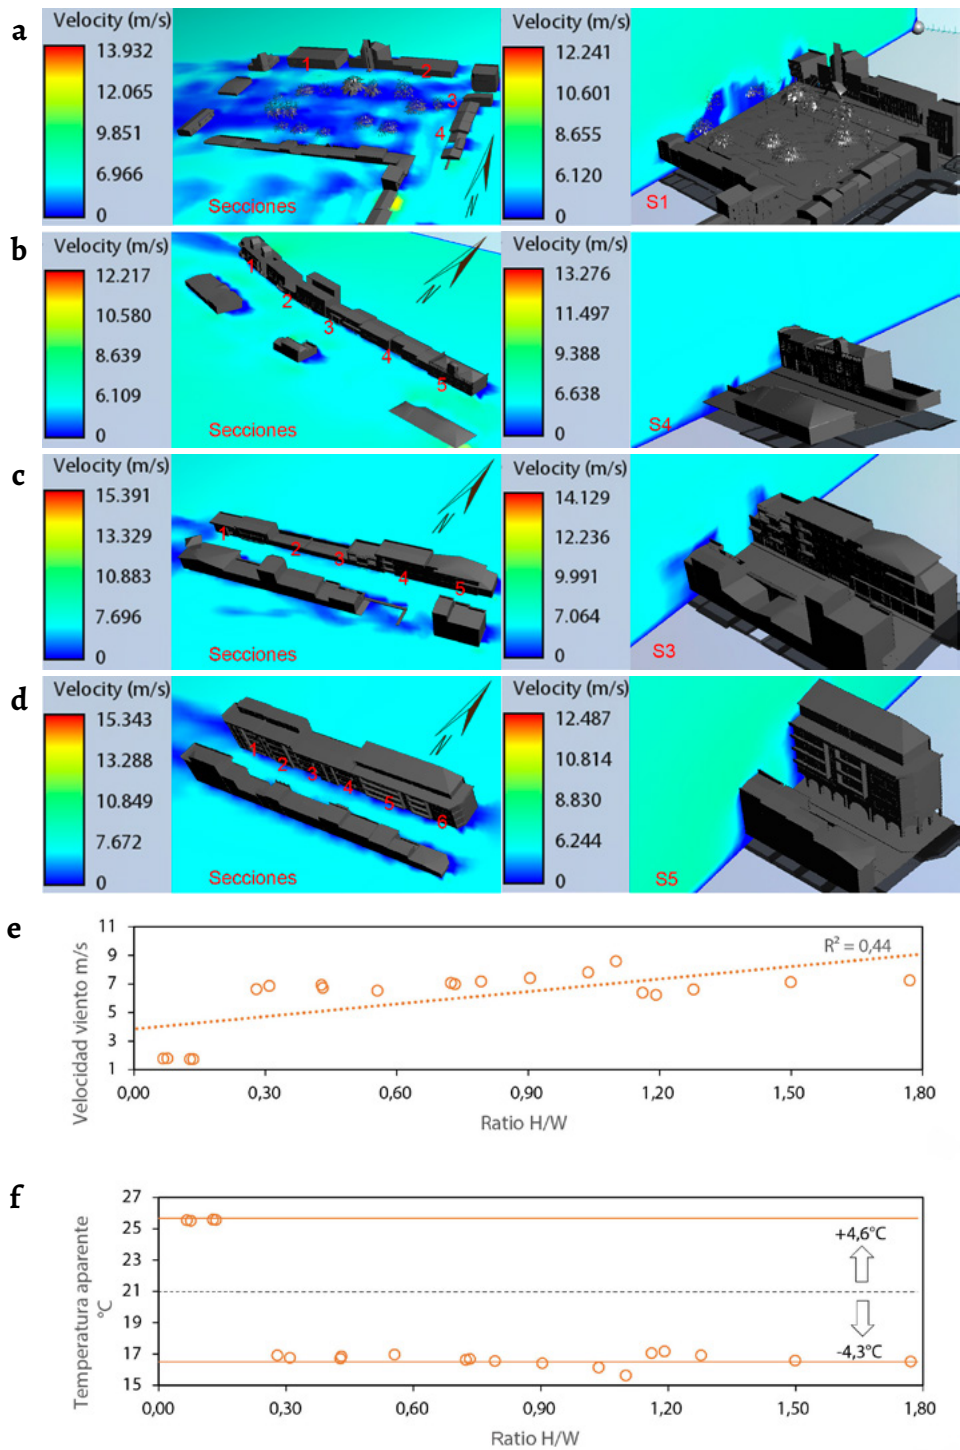 a
Velocity (m/s)
13.932
12.065
9.851
6.966
0
1
2
3
4
Secciones
Velocity (m/s)
12.241
10.601
8.655
6.120
0
S1
b
Velocity (m/s)
12.217
10.580
8.639
6.109
0
1
2
3
4
5
N
Secciones
Velocity (m/s)
13.276
11.497
9.388
6.638
0
S4
c
Velocity (m/s)
15.391
13.329
10.883
7.696
0
1
2
3
4
5
N
Secciones
Velocity (m/s)
14.129
12.236
9.991
7.064
0
S3
d
Velocity (m/s)
15.343
13.288
10.849
7.672
0
1
2
3
4
5
6
N
Secciones
Velocity (m/s)
12.487
10.814
8.830
6.244
0
S5
e
Velocidad viento m/s
11
9
7
5
3
1
R² = 0,44
0,00 0,30 0,60 0,90 1,20 1,50 1,80
Ratio H/W
f
Temperatura aparente
°C
27
25
23
21
19
17
15
+4,6°C
-4,3°C
0,00 0,30 0,60 0,90 1,20 1,50 1,80
Ratio H/W